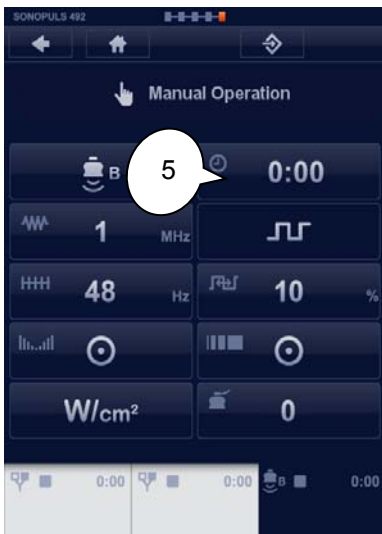 SONOPULS 492
Manual Operation
B 5 0:00
1 MHz
48 Hz 10 %
W/cm² 0
0:00 0:00 B 0:00